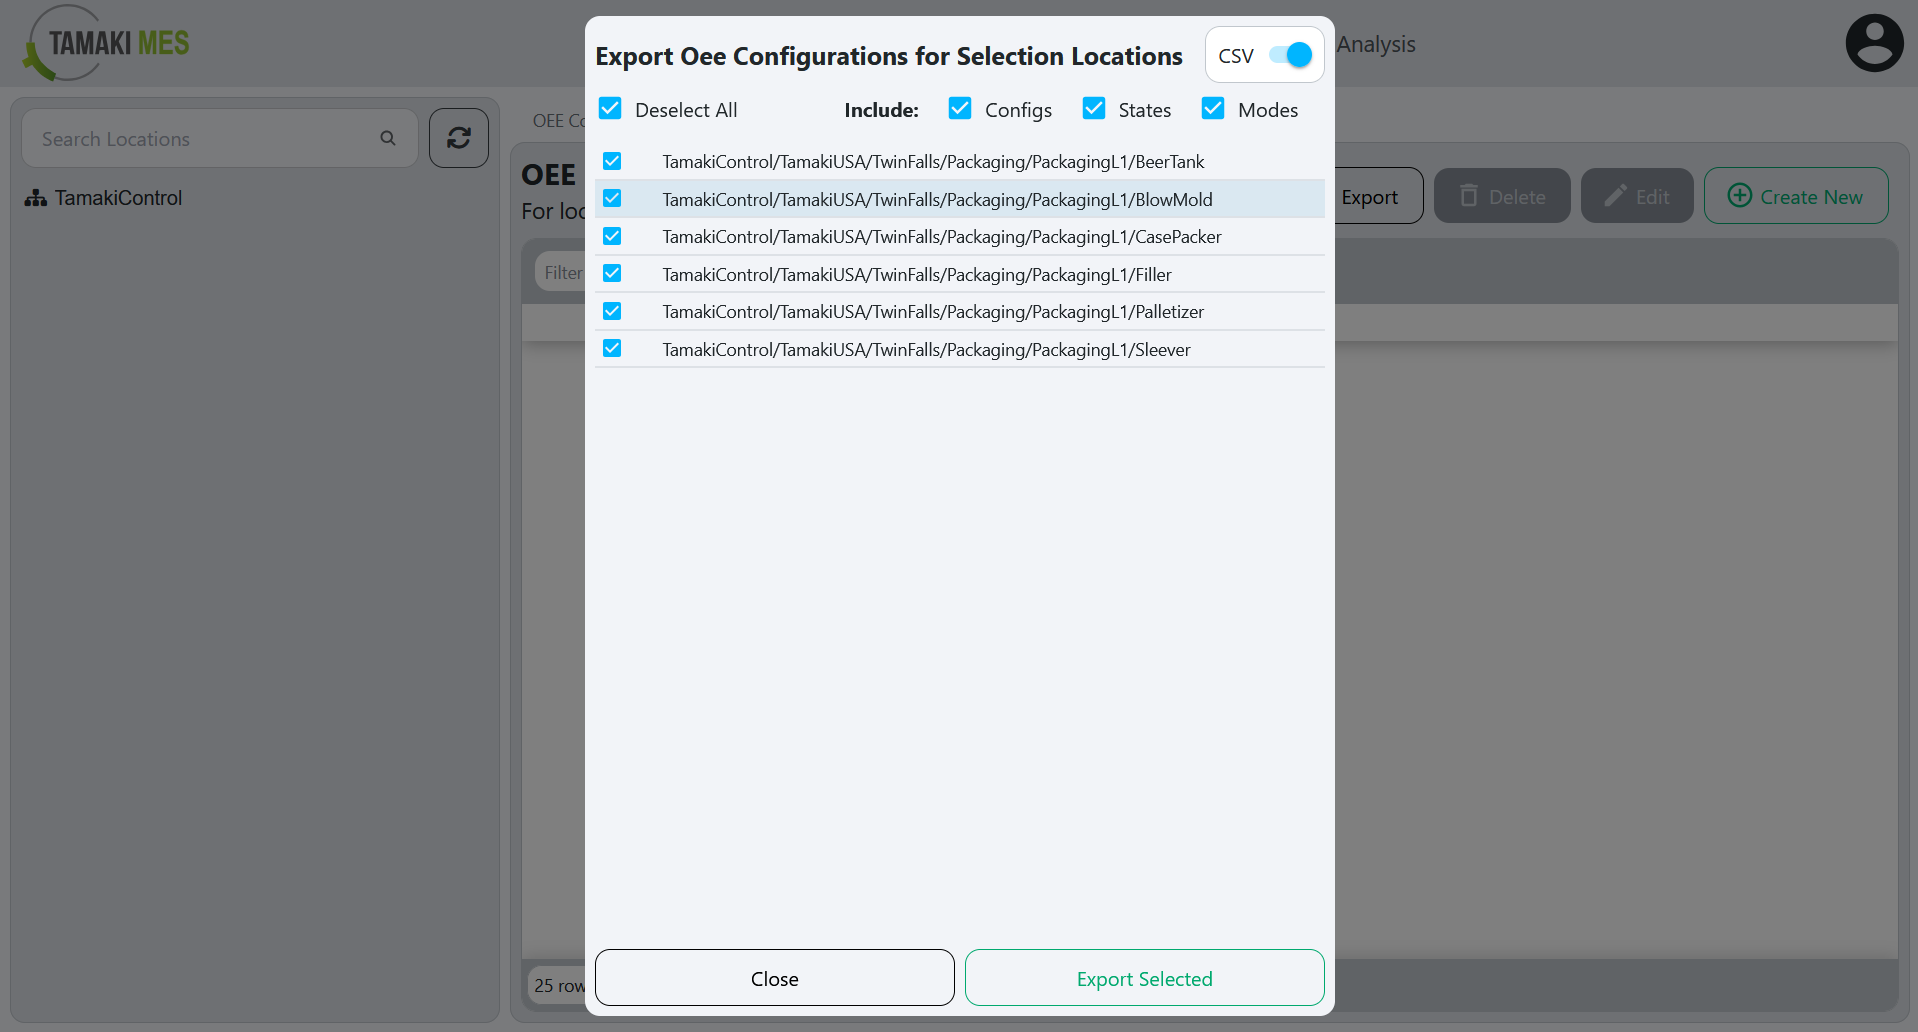 TAMAKI MES
Analysis
Export Oee Configurations for Selection Locations
CSV
Deselect All
Include:
Configs
States
Modes
Search Locations
TamakiControl
OEE
For
Export
Delete
Edit
Create New
Filter
TamakiControl/TamakiUSA/TwinFalls/Packaging/PackagingL1/BeerTank
TamakiControl/TamakiUSA/TwinFalls/Packaging/PackagingL1/BlowMold
TamakiControl/TamakiUSA/TwinFalls/Packaging/PackagingL1/CasePacker
TamakiControl/TamakiUSA/TwinFalls/Packaging/PackagingL1/Filler
TamakiControl/TamakiUSA/TwinFalls/Packaging/PackagingL1/Palletizer
TamakiControl/TamakiUSA/TwinFalls/Packaging/PackagingL1/Sleever
25
Close
Export Selected